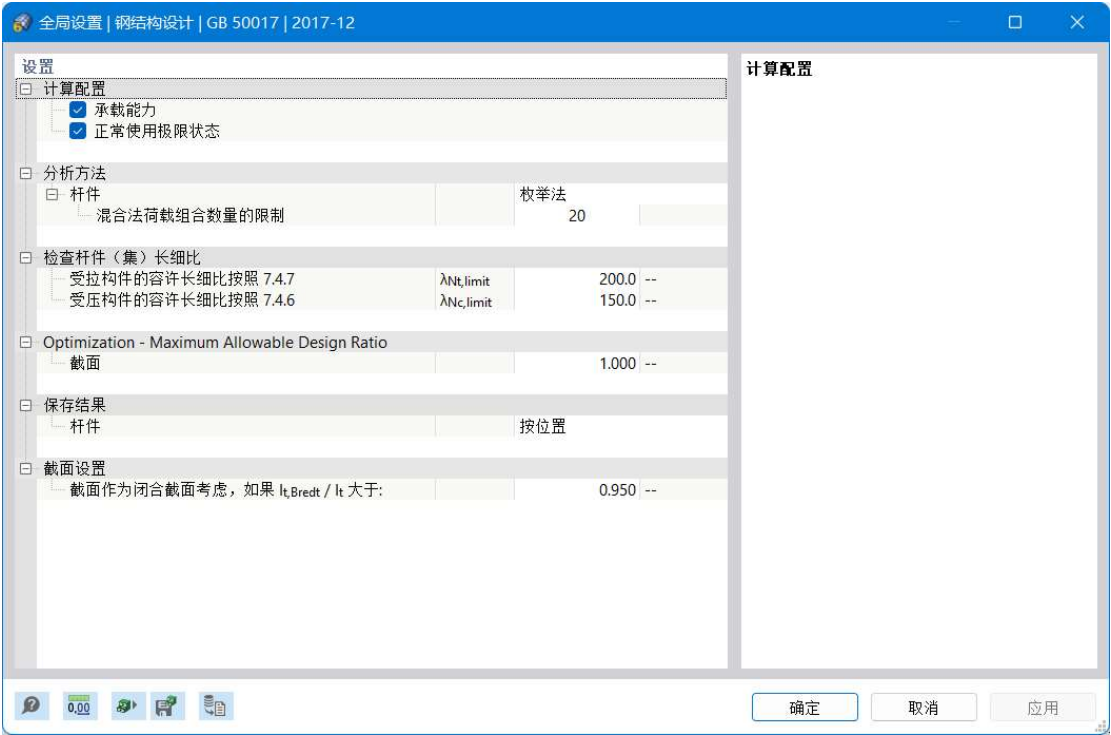 全局设置 | 钢结构设计 | GB 50017 | 2017-12
设置
计算配置
承载能力
正常使用极限状态
分析方法
杆件 枚举法
混合法荷载组合数量的限制 20
检查杆件（集）长细比
受拉构件的容许长细比按照 7.4.7 λNt,limit 200.0 --
受压构件的容许长细比按照 7.4.6 λNc,limit 150.0 --
Optimization - Maximum Allowable Design Ratio
截面 1.000 --
保存结果
杆件 按位置
截面设置
截面作为闭合截面考虑，如果 It,Bredt / It 大于: 0.950 --
计算配置
0,00
确定 取消 应用